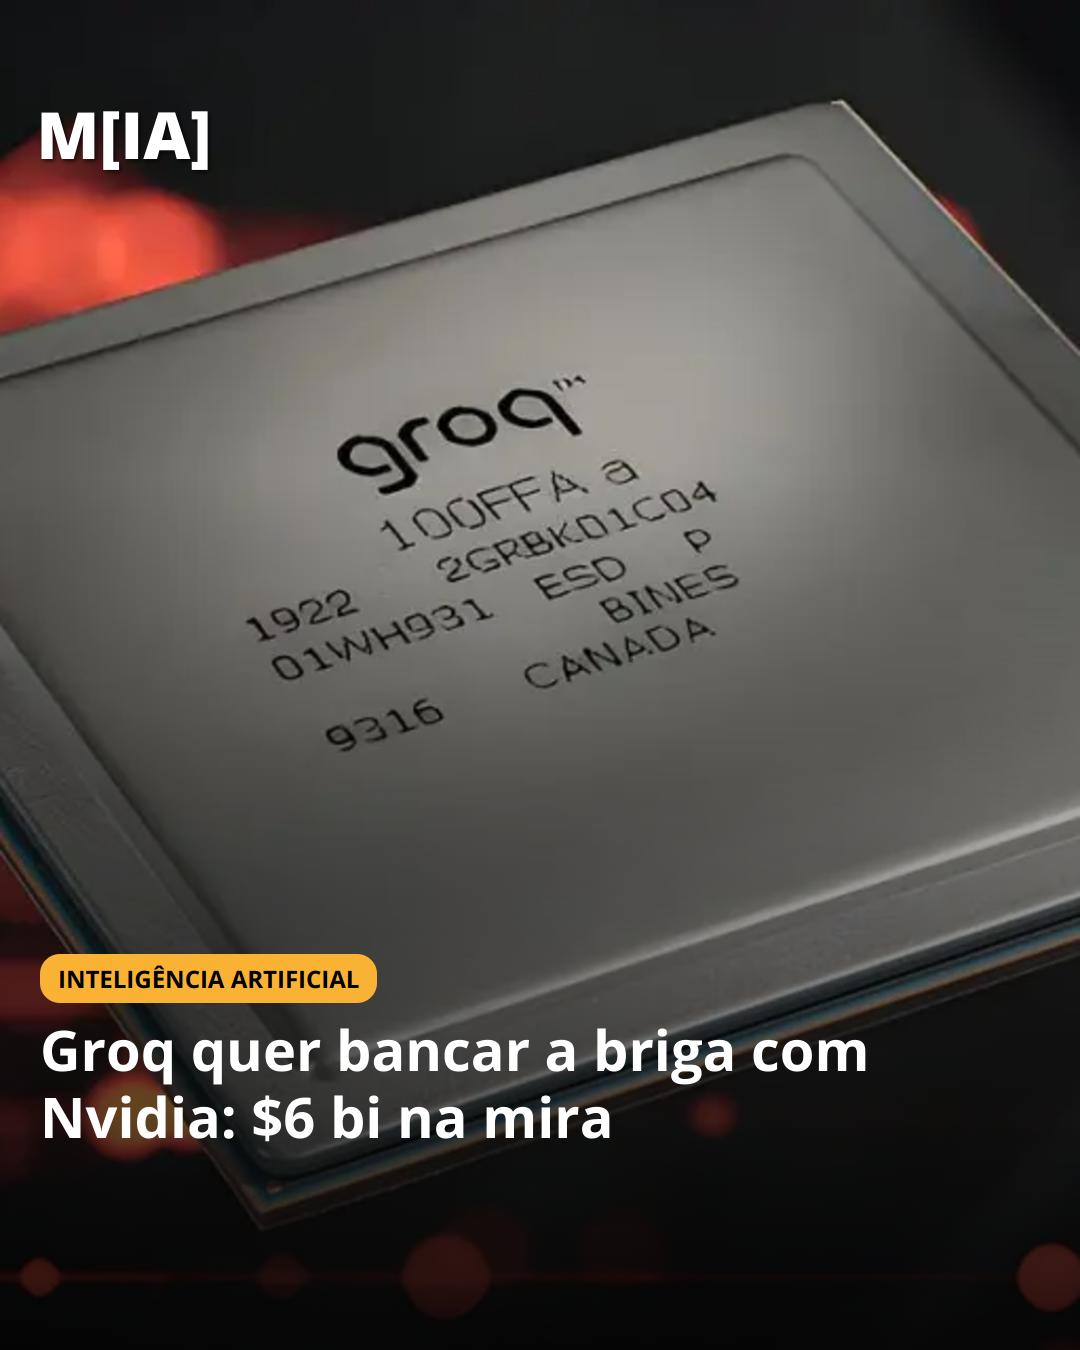 M[IA]
groq™
100FFA a
2GRBK01C04
1922
01WH931 ESD P
BINES
9316 CANADA
INTELIGÊNCIA ARTIFICIAL
Groq quer bancar a briga com
Nvidia: $6 bi na mira